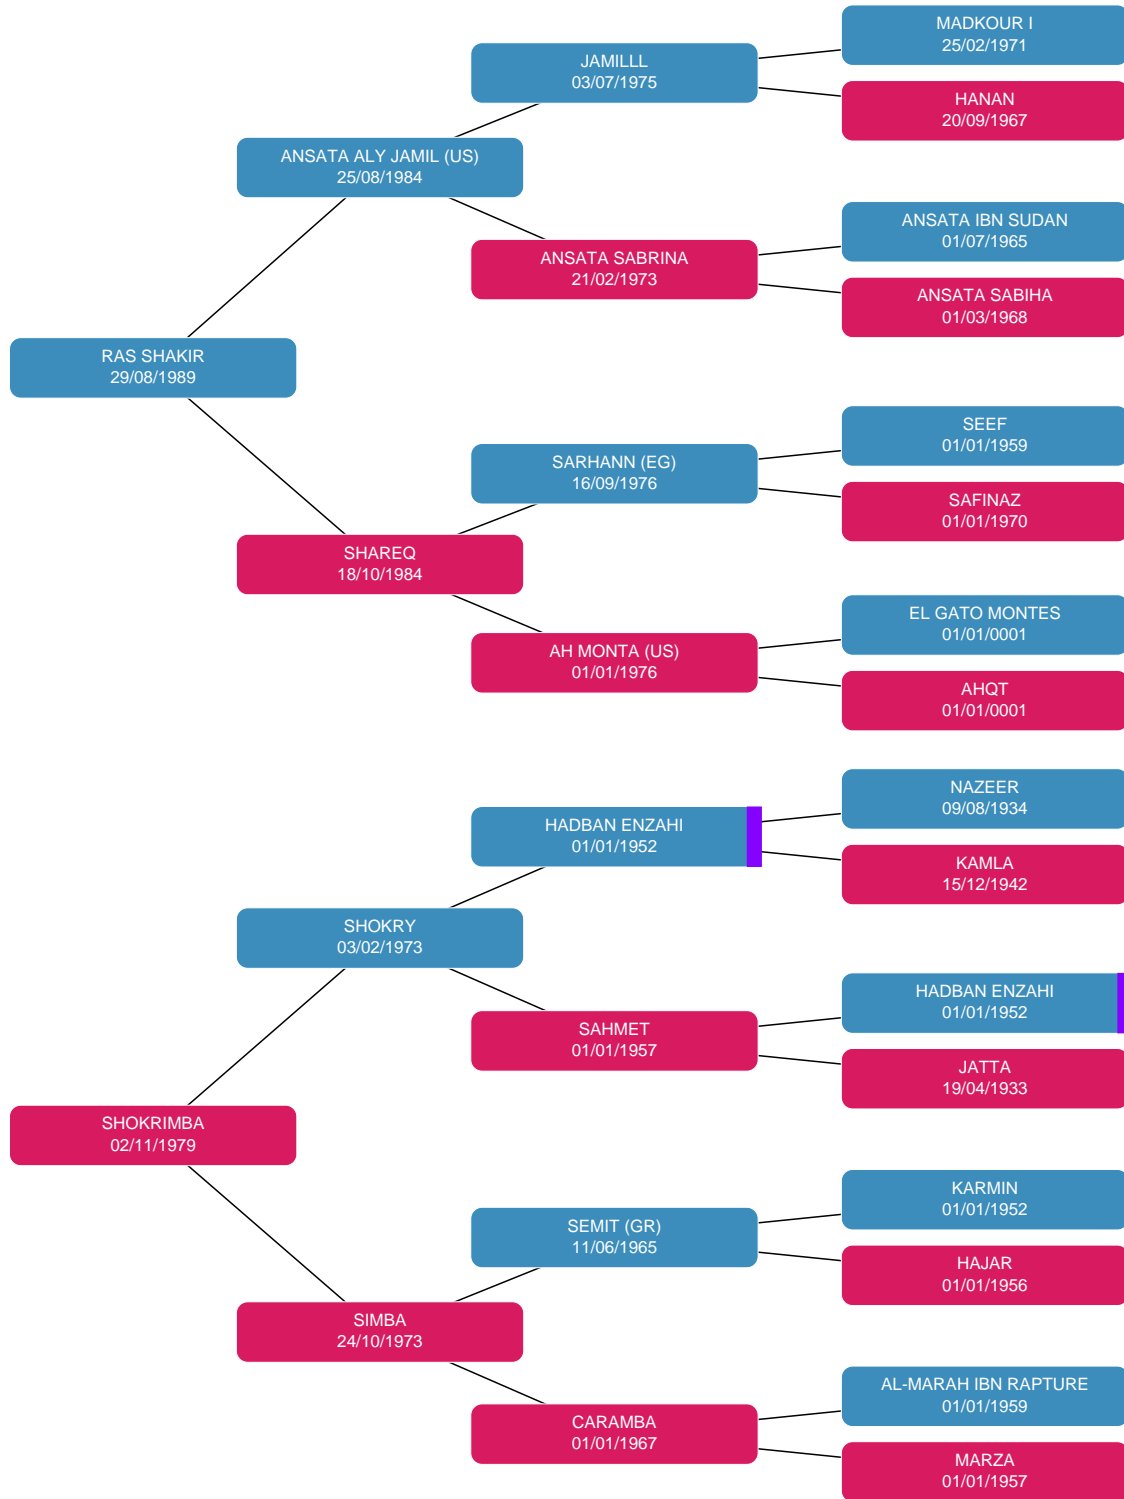 MADKOUR I
25/02/1971
JAMILLL
03/07/1975
HANAN
20/09/1967
ANSATA ALY JAMIL (US)
25/08/1984
ANSATA IBN SUDAN
01/07/1965
ANSATA SABRINA
21/02/1973
ANSATA SABIHA
01/03/1968
RAS SHAKIR
29/08/1989
SEEF
01/01/1959
SARHANN (EG)
16/09/1976
SAFINAZ
01/01/1970
SHAREQ
18/10/1984
EL GATO MONTES
01/01/0001
AH MONTA (US)
01/01/1976
AHQT
01/01/0001
NAZEER
09/08/1934
HADBAN ENZAHI
01/01/1952
KAMLA
15/12/1942
SHOKRY
03/02/1973
HADBAN ENZAHI
01/01/1952
SAHMET
01/01/1957
JATTA
19/04/1933
SHOKRIMBA
02/11/1979
KARMIN
01/01/1952
SEMIT (GR)
11/06/1965
HAJAR
01/01/1956
SIMBA
24/10/1973
AL-MARAH IBN RAPTURE
01/01/1959
CARAMBA
01/01/1967
MARZA
01/01/1957